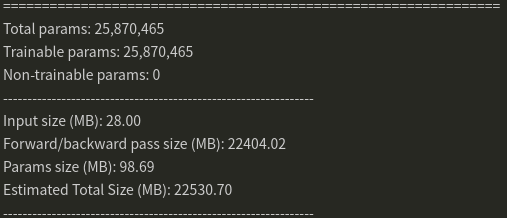 ================================================================
Total params: 25,870,465
Trainable params: 25,870,465
Non-trainable params: 0
----------------------------------------------------------------
Input size (MB): 28.00
Forward/backward pass size (MB): 22404.02
Params size (MB): 98.69
Estimated Total Size (MB): 22530.70
----------------------------------------------------------------